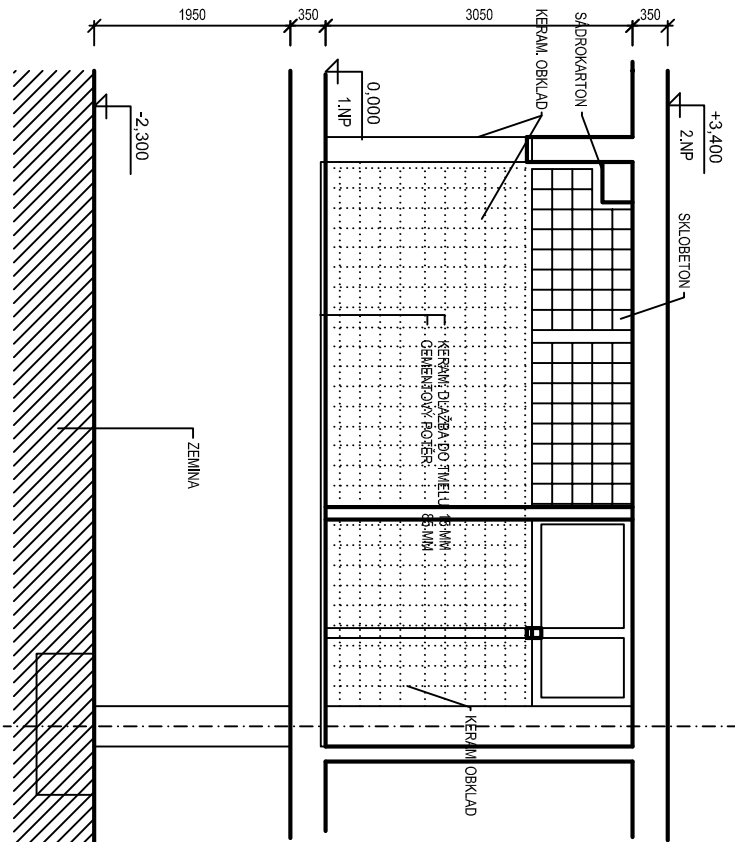 1950
350
3050
350
KERAM. OBKLAD
SÁDROKARTON
0,000
1.NP
-2,300
+3,400
2.NP
SKLOBETON
KERAM. DLAŽBA DO TMELU 15 MM
CEMENTOVÝ POTĚR 85 MM
ZEMINA
KERAM. OBKLAD